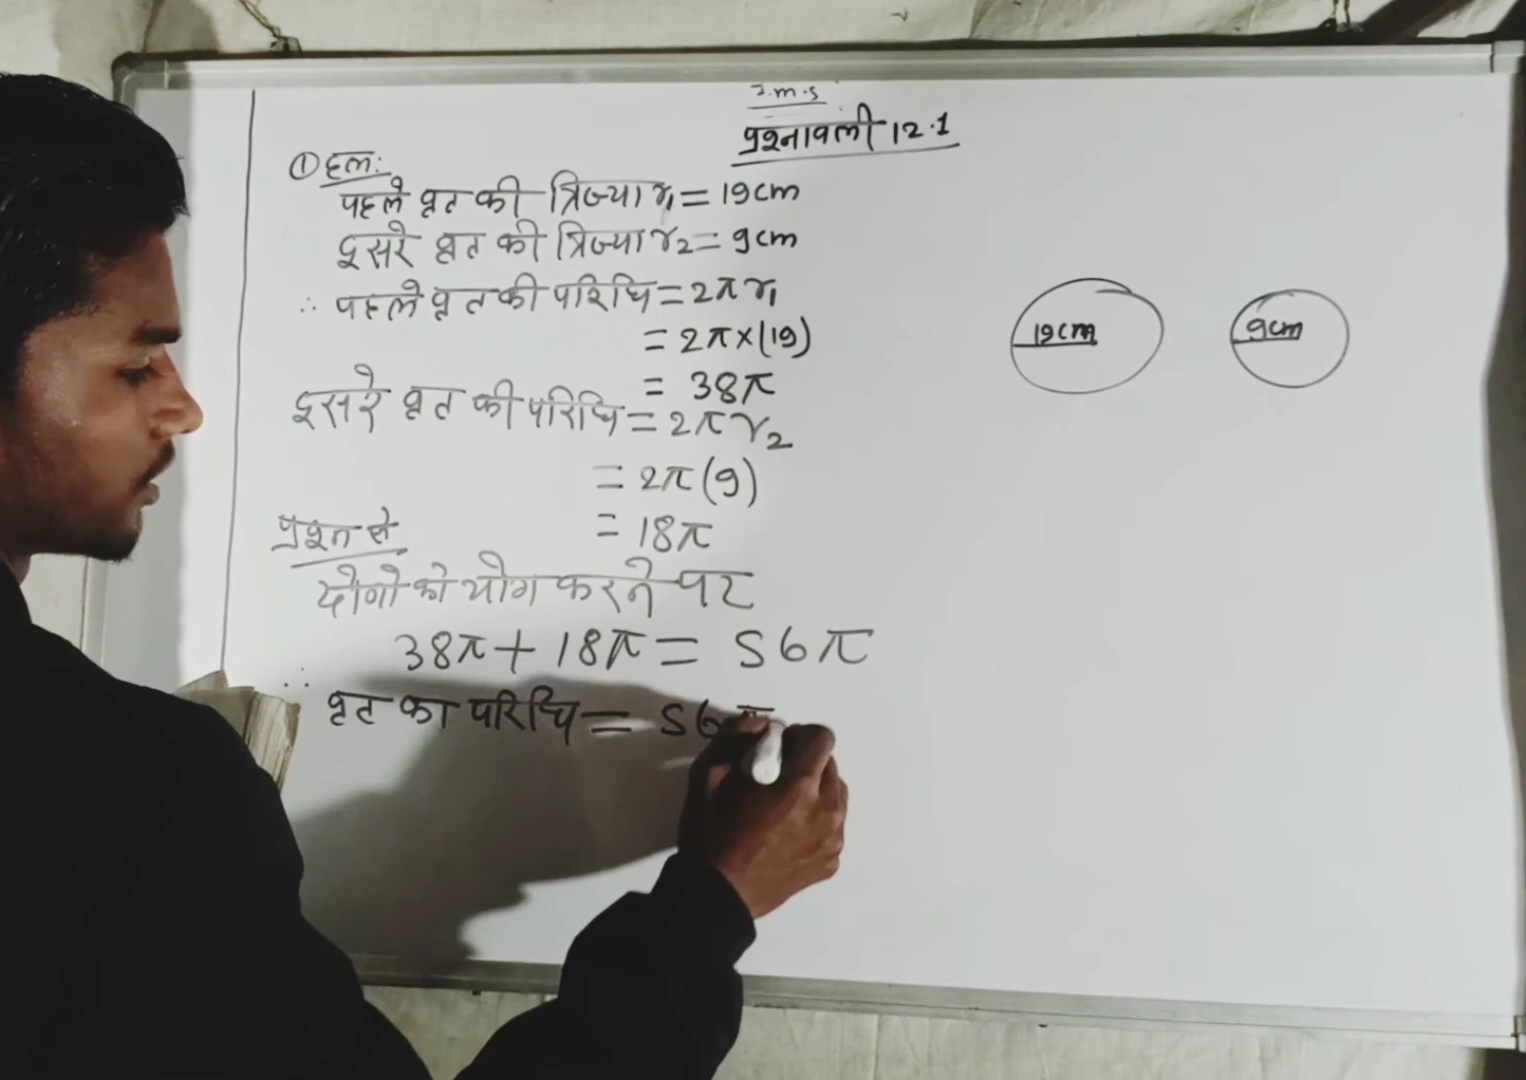 J.m.s
प्रश्नावली 12.1
① हल:
पहले वृत की त्रिज्या r₁ = 19cm
दुसरे वृत की त्रिज्या r₂ = 9cm
∴ पहले वृत की परिधि = 2πr₁
= 2π×(19)
= 38π
दुसरे वृत की परिधि = 2πr₂
= 2π(9)
= 18π
प्रश्न से
दोनो को योग करने पर
38π + 18π = 56π
∴
वृत का परिधि = 56π
19cm
9cm